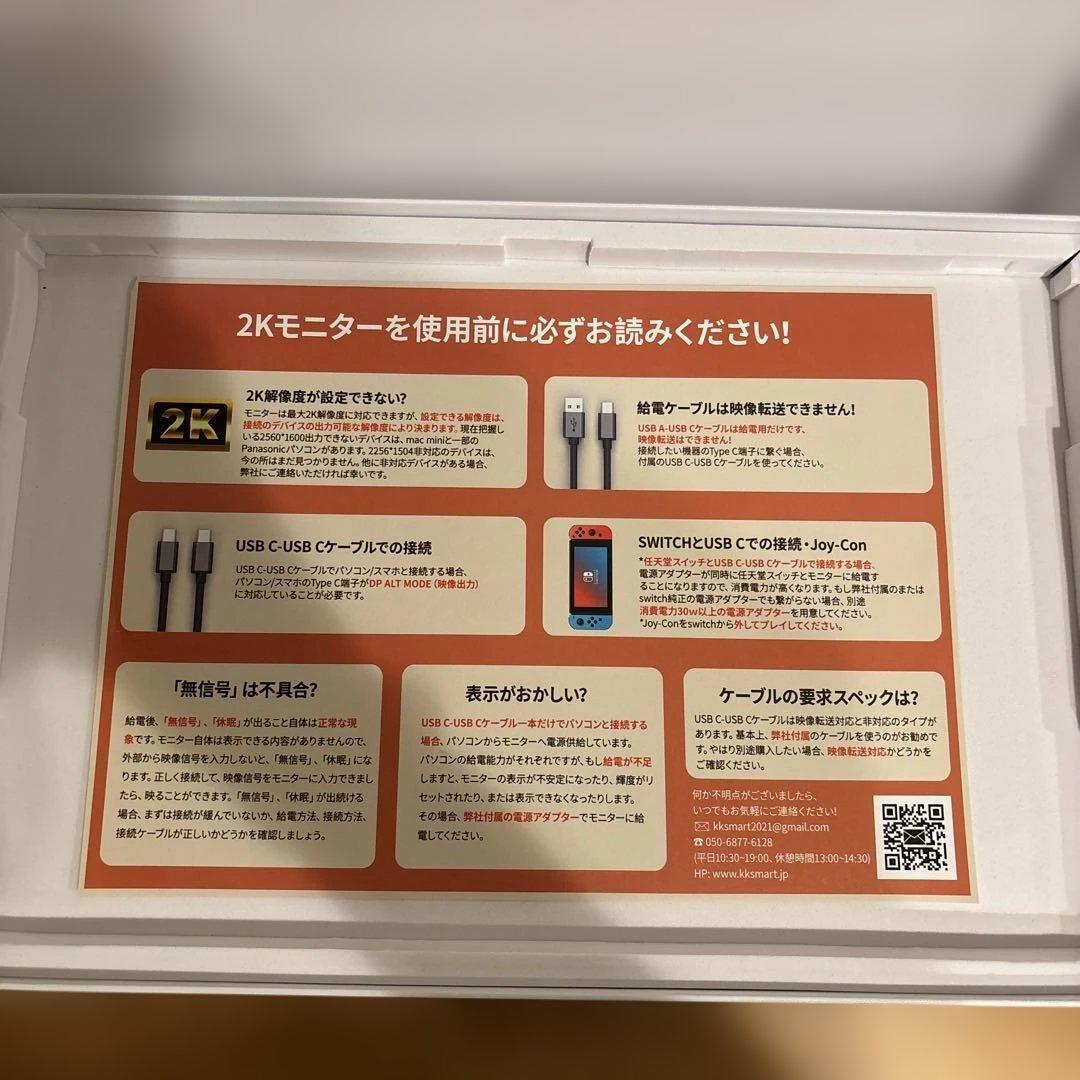 2Kモニターを使用前に必ずお読みください!
2K
2K解像度が設定できない?
モニターは最大2K解像度に対応できますが、設定できる解像度は、
接続のデバイスの出力可能な解像度により決まります。現在把握し
いる2560*1600出力できないデバイスは、mac miniと一部の
Panasonicパソコンがあります。2256*1504非対応のデバイスは、
今の所はまだ見つかりません。他に非対応デバイスがある場合、
弊社にご連絡いただければ幸いです。
給電ケーブルは映像転送できません!
USB A-USB Cケーブルは給電用だけです、
映像転送はできません!
接続したい機器のType C端子に繋ぐ場合、
付属のUSB C-USB Cケーブルを使ってください。
USB C-USB Cケーブルでの接続
USB C-USB Cケーブルでパソコン/スマホと接続する場合、
パソコン/スマホのType C端子がDP ALT MODE (映像出力)
に対応していることが必要です。
SWITCHとUSB Cでの接続・Joy-Con
*任天堂スイッチとUSB C-USB Cケーブルで接続する場合、
電源アダプターが同時に任天堂スイッチとモニターに給電す
ることになりますので、消費電力が高くなります。もし弊社付属のまたは
switch純正の電源アダプターでも繋がらない場合、別途
消費電力30w以上の電源アダプターを用意してください。
*Joy-Conをswitchから外してプレイしてください。
「無信号」は不具合?
給電後、「無信号」、「休眠」が出ること自体は正常な現
象です。モニター自体は表示できる内容がありませんので、
外部から映像信号を入力しないと、「無信号」、「休眠」にな
ります。正しく接続して、映像信号をモニターに入力できまし
たら、映ることができます。「無信号」、「休眠」が出続ける
場合、まずは接続が緩んでいないか、給電方法、接続方法、
接続ケーブルが正しいかどうかを確認しましょう。
表示がおかしい?
USB C-USB Cケーブル一本だけでパソコンと接続する
場合、パソコンからモニターへ電源供給しています。
パソコンの給電能力がそれぞれですが、もし給電が不足
しますと、モニターの表示が不安定になったり、輝度がリ
セットされたり、または表示できなくなったりします。
その場合、弊社付属の電源アダプターでモニターに給
電してください。
ケーブルの要求スペックは?
USB C-USB Cケーブルは映像転送対応と非対応のタイプが
あります。基本上、弊社付属のケーブルを使うのがお勧めで
す。やはり別途購入したい場合、映像転送対応かどうかを
ご確認ください。
何か不明点がございましたら、
いつでもお気軽にご連絡ください!
kksmart2021@gmail.com
050-6877-6128
(平日10:30~19:00、休憩時間13:00~14:30)
HP: www.kksmart.jp